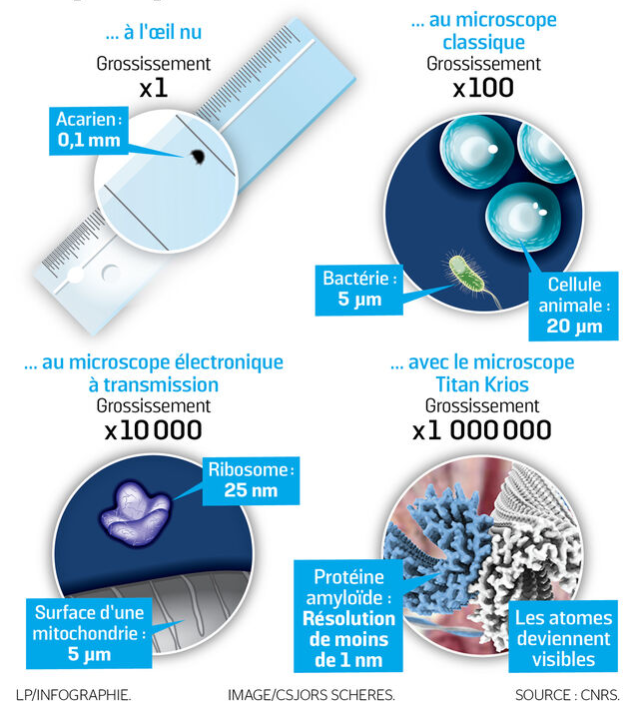 ... à l'œil nu
Grossissement
x1
Acarien :
0,1 mm
... au microscope
classique
Grossissement
x100
Bactérie :
5 µm
Cellule
animale :
20 µm
... au microscope électronique
à transmission
Grossissement
x10 000
Ribosome :
25 nm
Surface d'une
mitochondrie :
5 µm
... avec le microscope
Titan Krios
Grossissement
x1 000 000
Protéine
amyloïde :
Résolution
de moins
de 1 nm
Les atomes
deviennent
visibles
LP/INFOGRAPHIE.
IMAGE/CSJORS SCHERES.
SOURCE : CNRS.